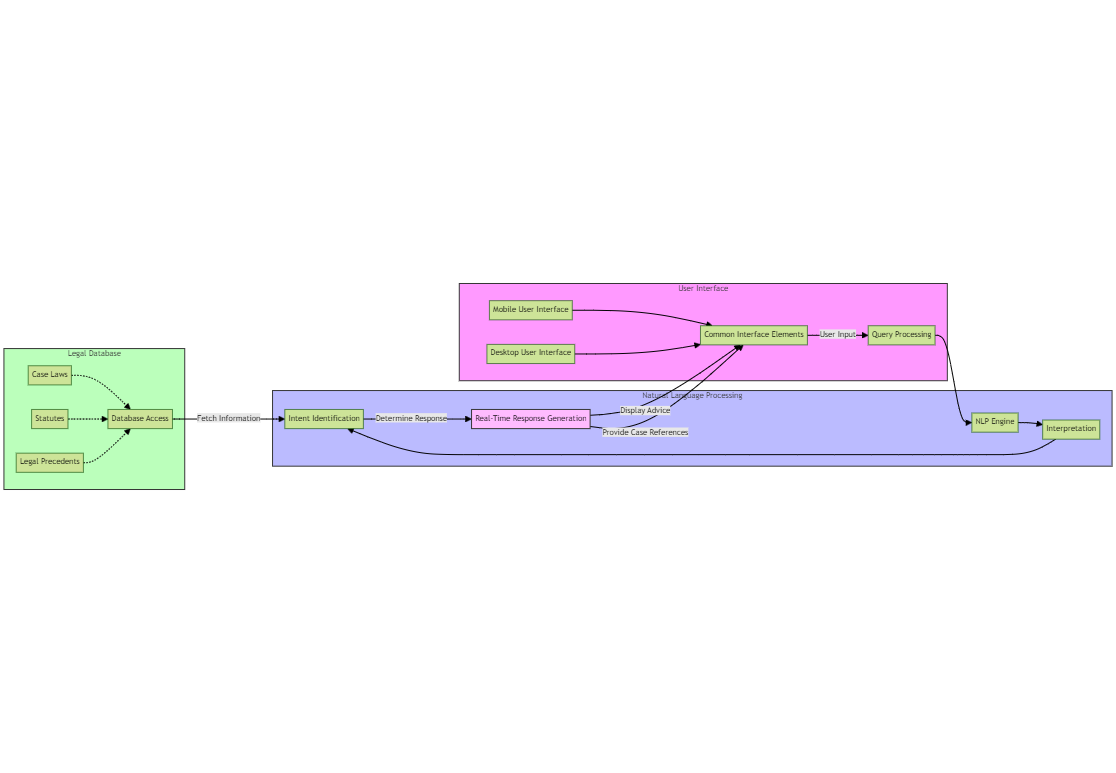 User Interface
Mobile User Interface
Common Interface Elements
User Input
Query Processing
Desktop User Interface
Legal Database
Case Laws
Statutes
Database Access
Legal Precedents
Fetch Information
Natural Language Processing
Intent Identification
Determine Response
Real-Time Response Generation
Display Advice
Provide Case References
NLP Engine
Interpretation